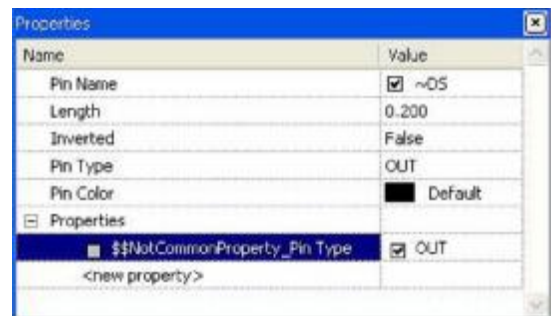 Properties
Name Value
Pin Name ~OS
Length 0.200
Inverted False
Pin Type OUT
Pin Color Default
Properties
$$NotCommonProperty_Pin Type OUT
<new property>